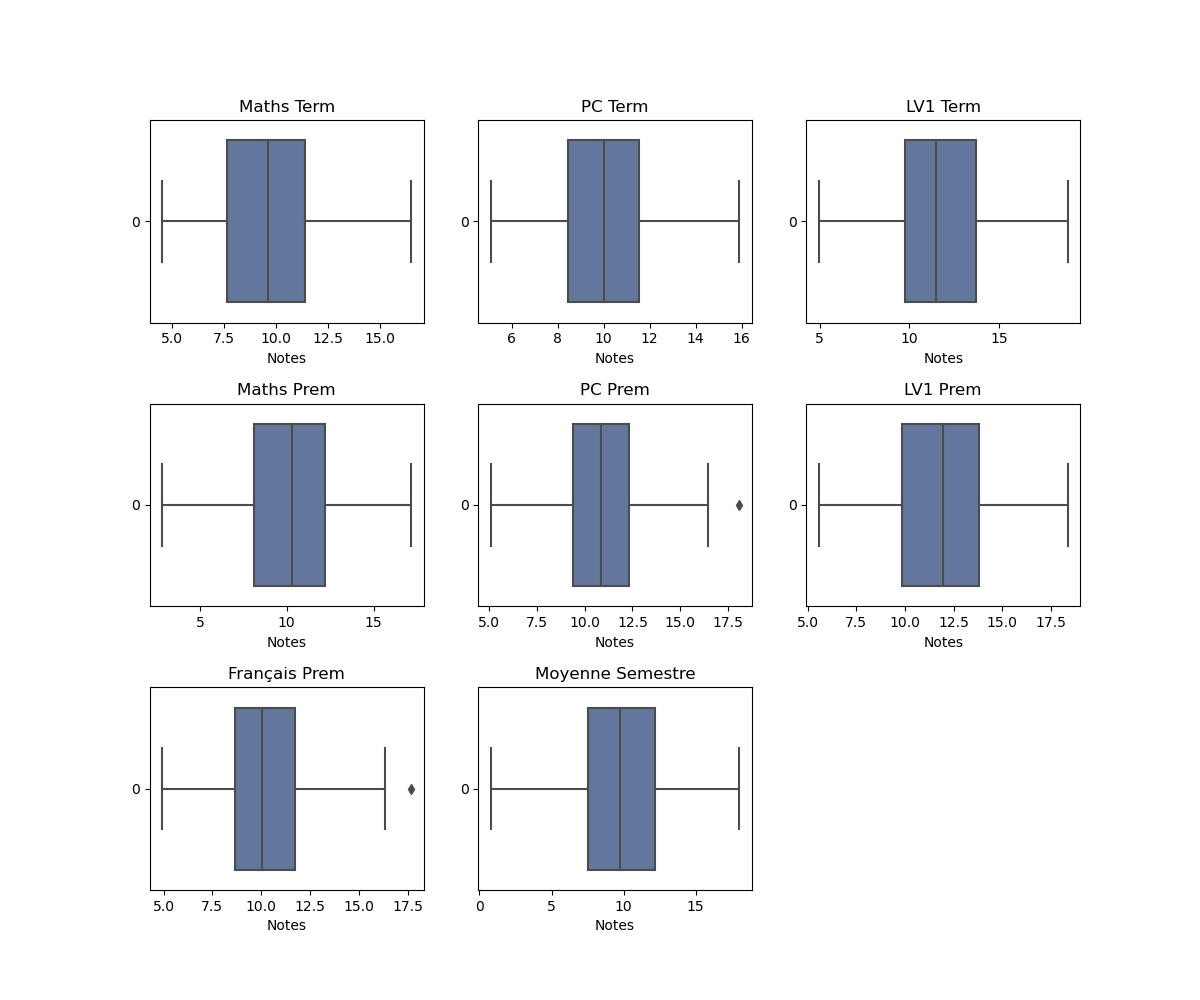 Maths Term PC Term LV1 Term
0 0 0
5.0 7.5 10.0 12.5 15.0 6 8 10 12 14 16 5 10 15
Notes Notes Notes
Maths Prem PC Prem LV1 Prem
0 0 0
5 10 15 5.0 7.5 10.0 12.5 15.0 17.5 5.0 7.5 10.0 12.5 15.0 17.5
Notes Notes Notes
Français Prem Moyenne Semestre
0 0
5.0 7.5 10.0 12.5 15.0 17.5 0 5 10 15
Notes Notes